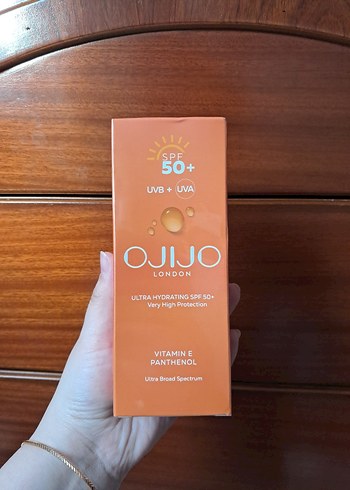 SPF
50+
UVB + UVA
OJIJO
LONDON
ULTRA HYDRATING SPF 50+
Very High Protection
VITAMIN E
PANTHENOL
Ultra Broad Spectrum